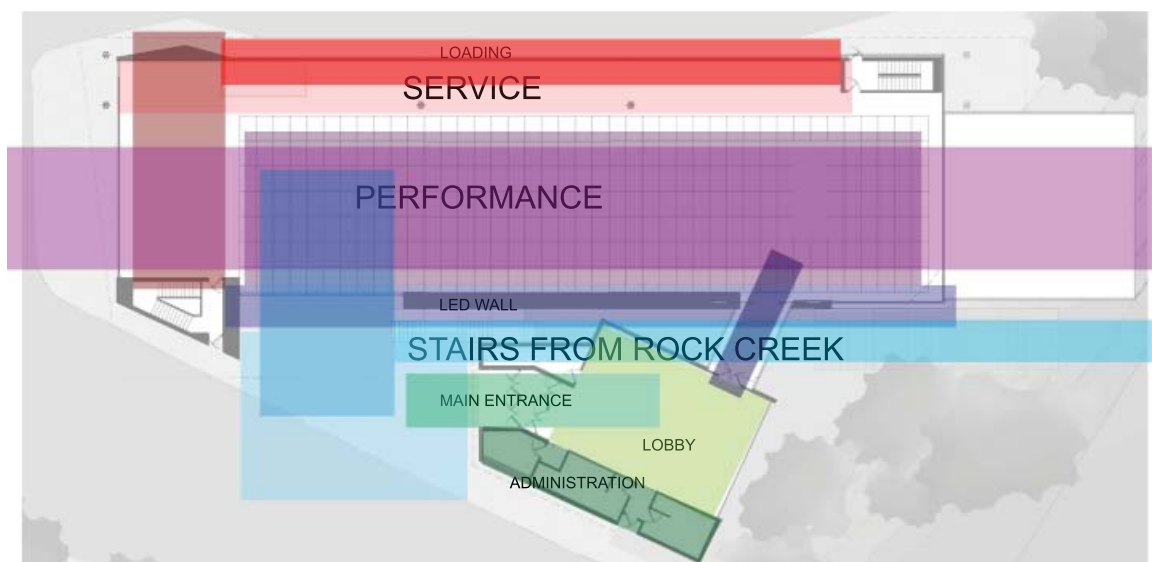 LOADING
SERVICE
PERFORMANCE
LED WALL
STAIRS FROM ROCK CREEK
MAIN ENTRANCE
LOBBY
ADMINISTRATION